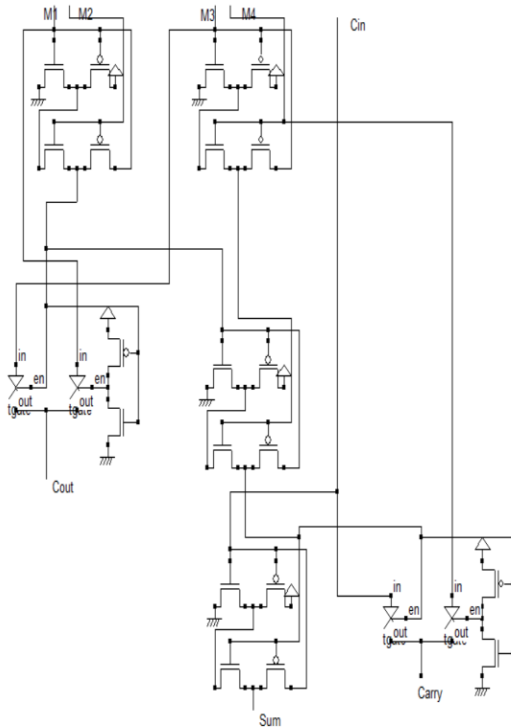 M1 M2
M3 M4
Cin
in
in
en
en
out
out
tgate
tgate
Cout
in
in
en
en
out
out
tgate
tgate
Carry
Sum